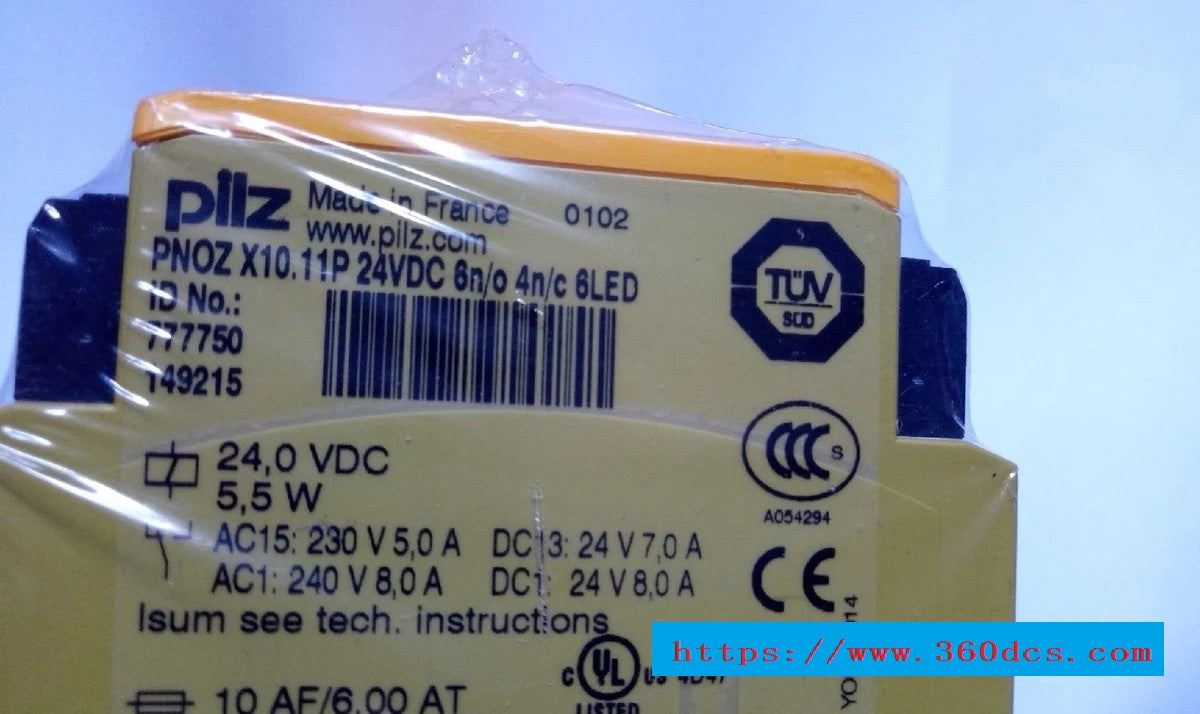 pilz Made in France 0102
www.pilz.com
PNOZ X10.11P 24VDC 6n/o 4n/c 6LED
ID No.:
777750
149215
TÜV
SÜD
24,0 VDC
5,5 W
CCC S
A054294
AC15: 230 V 5,0 A DC13: 24 V 7,0 A
AC1: 240 V 8,0 A DC1: 24 V 8,0 A
CE
Isum see tech. instructions
https://www.360dcs.com
c UL us
LISTED
10 AF/6,00 AT